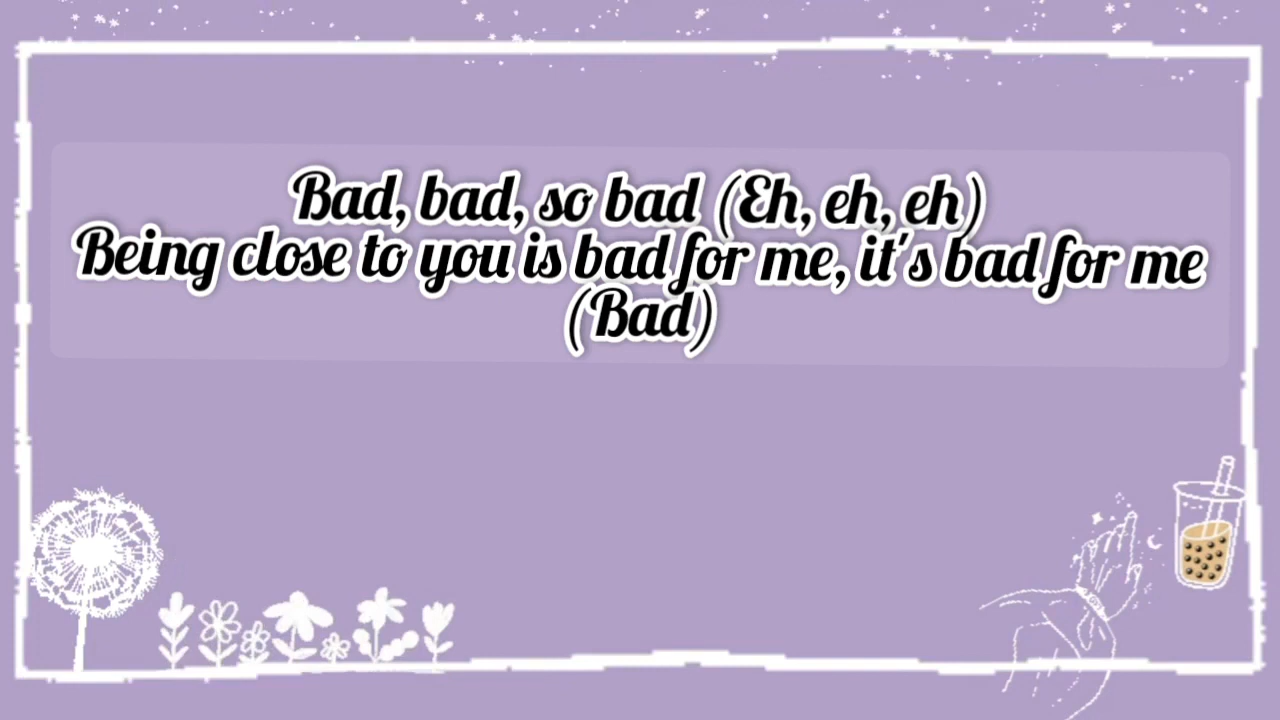 Bad, bad, so bad (Eh, eh, eh)
Being close to you is bad for me, it's bad for me
(Bad)